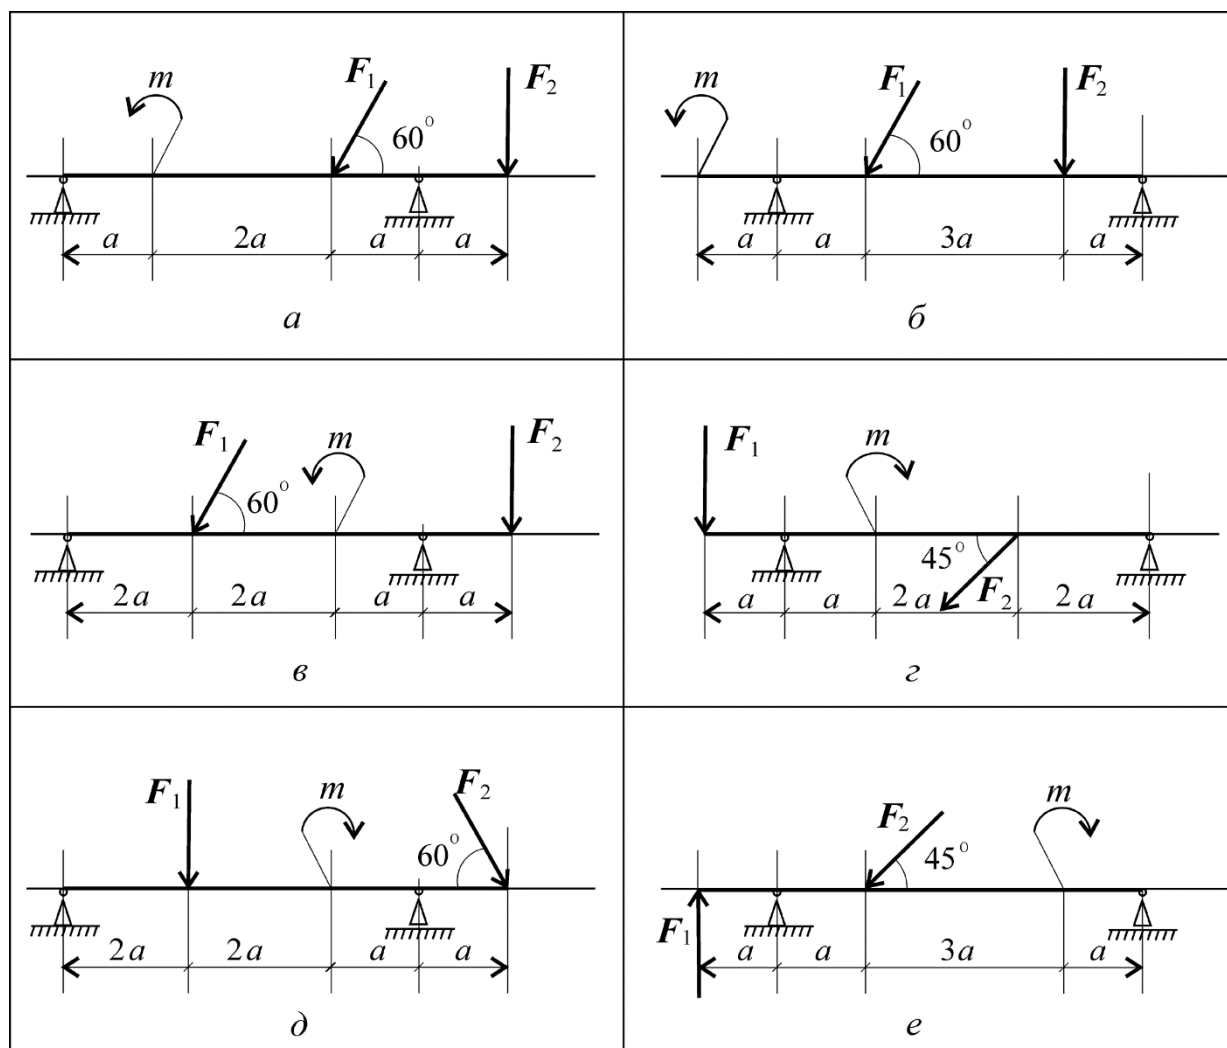 m F₁ 60° F₂
a 2a a a
а
m F₁ 60° F₂
a a 3a a
б
F₁ 60° m F₂
2a 2a a a
в
F₁ m 45° F₂
a a 2a 2a
г
F₁ m 60° F₂
2a 2a a a
д
F₁ F₂ 45° m
a a 3a a
е